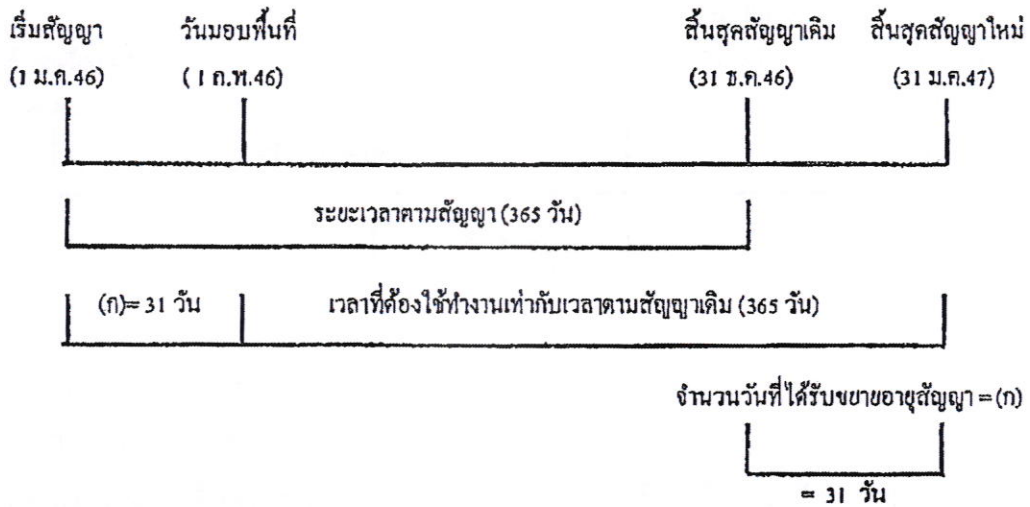 เริ่มสัญญา วันมอบพื้นที่ สิ้นสุดสัญญาเดิม สิ้นสุดสัญญาใหม่
(1 ม.ค.46) ( 1 ก.พ.46) (31 ธ.ค.46) (31 ม.ค.47)
ระยะเวลาตามสัญญา (365 วัน)
(ก)= 31 วัน เวลาที่ต้องใช้ทำงานเท่ากับเวลาตามสัญญาเดิม (365 วัน)
จำนวนวันที่ได้รับขยายอายุสัญญา = (ก)
= 31 วัน